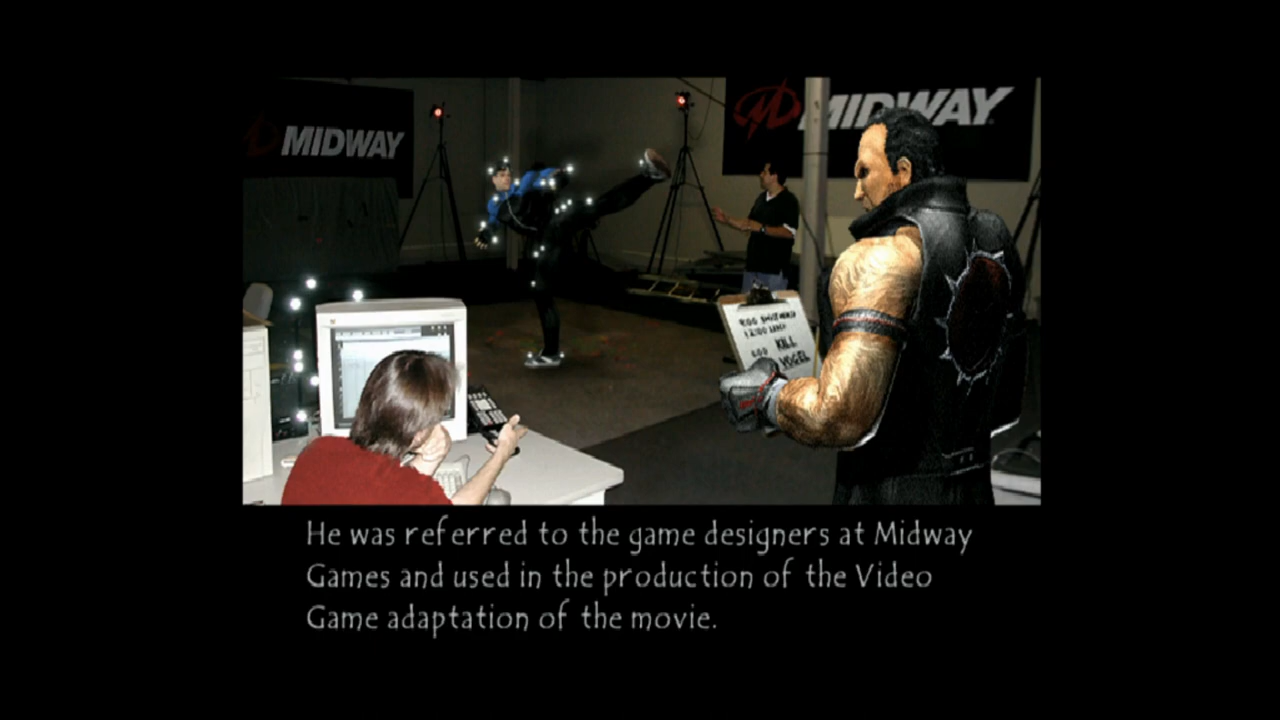 MIDWAY
MIDWAY
KILL
VOGEL
He was referred to the game designers at Midway
Games and used in the production of the Video
Game adaptation of the movie.